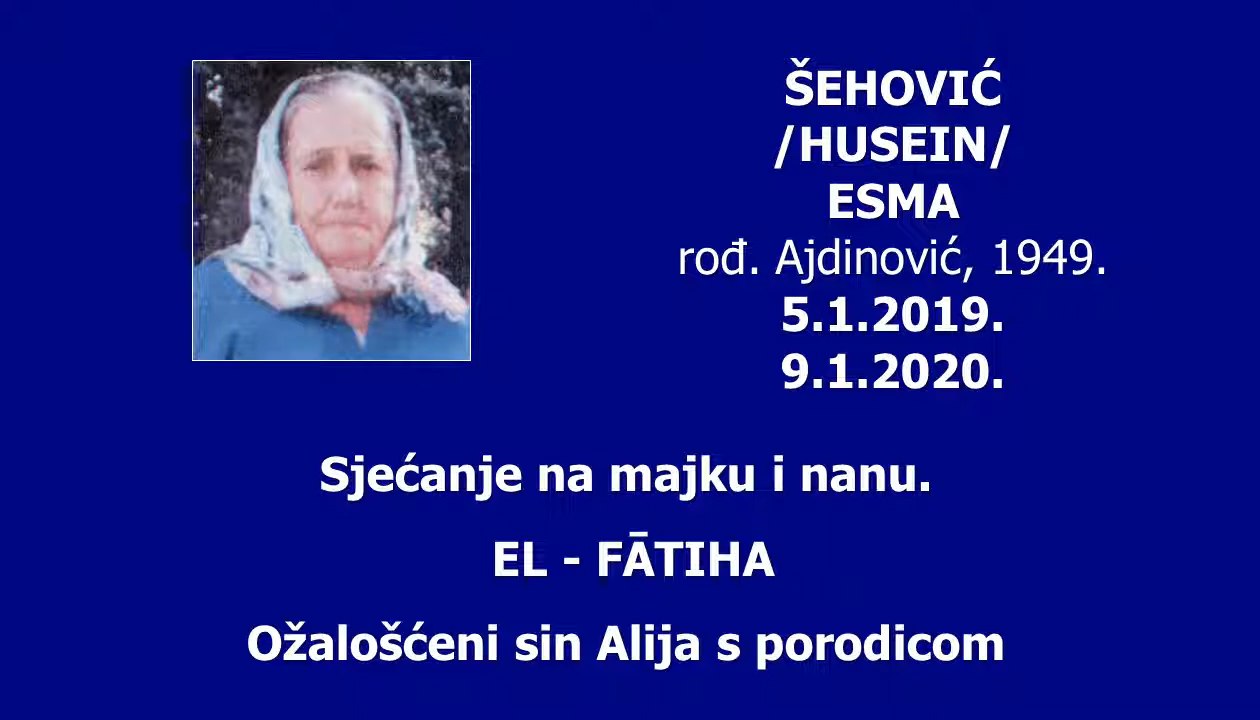 ŠEHOVIĆ
/HUSEIN/
ESMA
rođ. Ajdinović, 1949.
5.1.2019.
9.1.2020.
Sjećanje na majku i nanu.
EL - FĀTIHA
Ožalošćeni sin Alija s porodicom